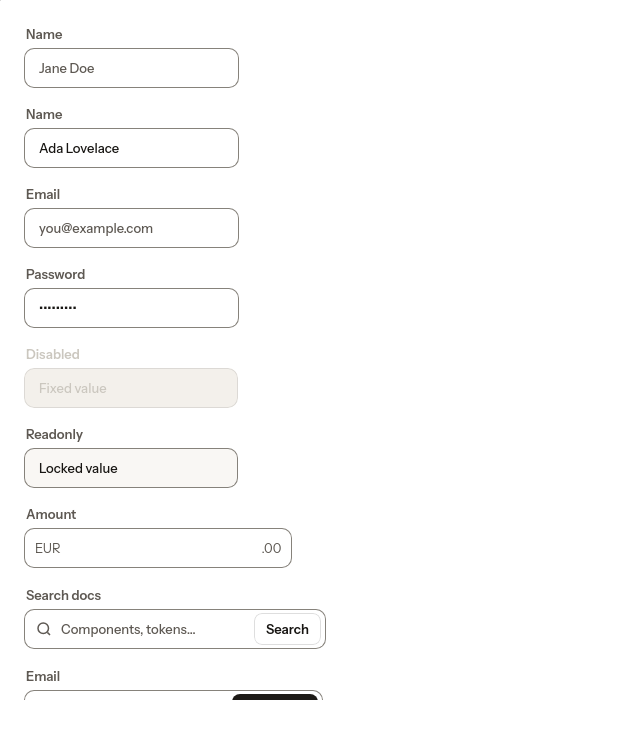 Name
Jane Doe
Name
Ada Lovelace
Email
you@example.com
Password
•••••••••
Disabled
Fixed value
Readonly
Locked value
Amount
EUR .00
Search docs
Components, tokens... Search
Email